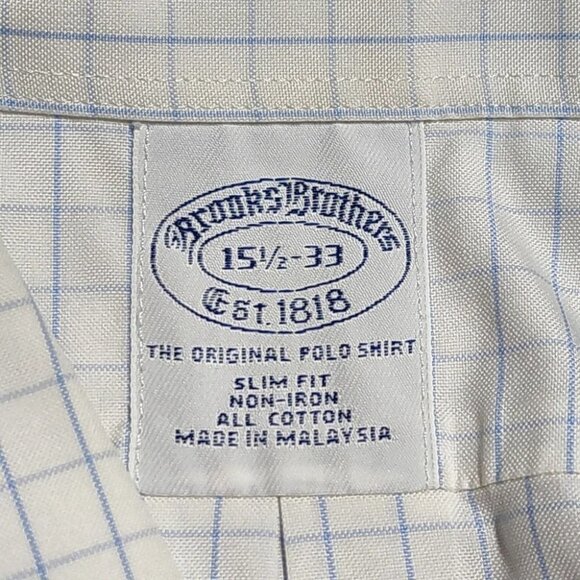 Brooks Brothers
15½-33
Est. 1818
THE ORIGINAL POLO SHIRT
SLIM FIT
NON-IRON
ALL COTTON
MADE IN MALAYSIA